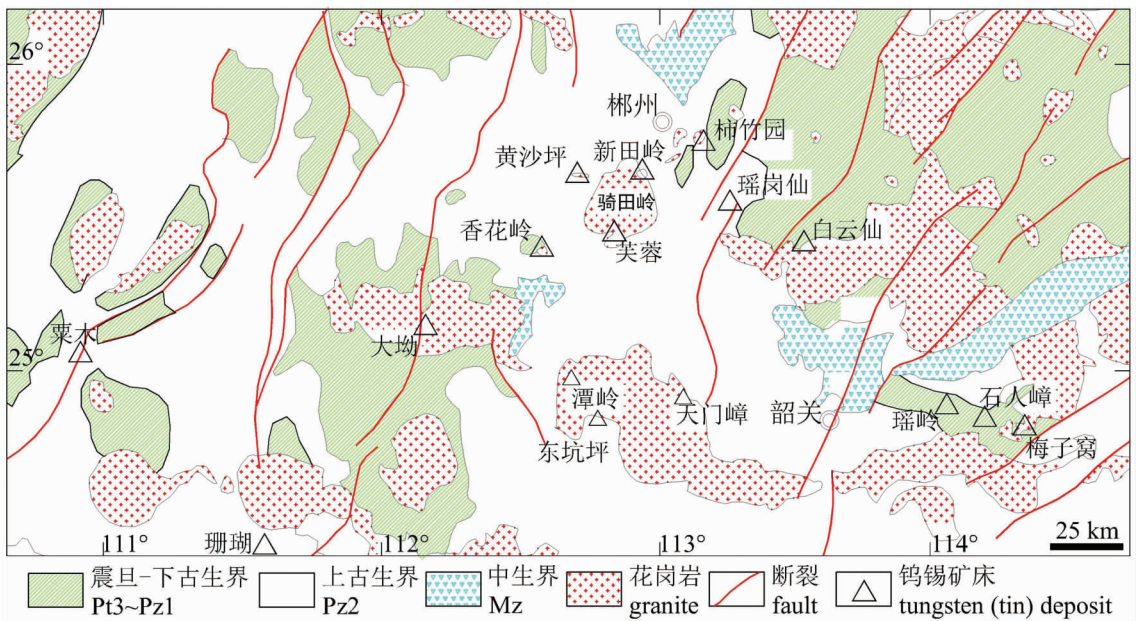 26°
郴州
柿竹园
黄沙坪
新田岭
瑶岗仙
骑田岭
香花岭
芙蓉
白云仙
粟木
大坳
25°
潭岭
天门嶂
韶关
瑶岭
石人嶂
东坑坪
梅子窝
珊瑚
111°
112°
113°
114°
25 km
震旦-下古生界
Pt3~Pz1
上古生界
Pz2
中生界
Mz
花岗岩
granite
断裂
fault
钨锡矿床
tungsten (tin) deposit